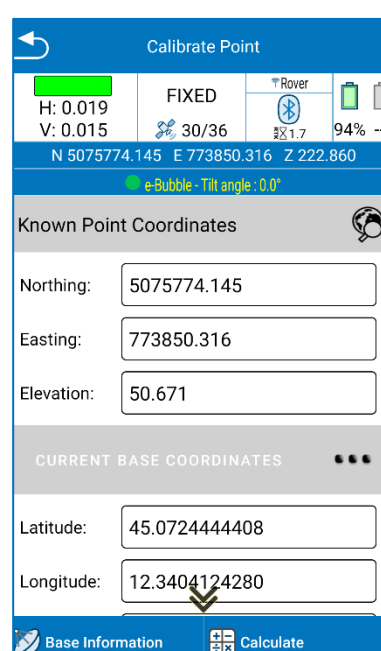 Calibrate Point
H: 0.019
V: 0.015
FIXED
30/36
Rover
1.7
94% --
N 5075774.145 E 773850.316 Z 222.860
e-Bubble - Tilt angle : 0.0°
Known Point Coordinates
Northing: 5075774.145
Easting: 773850.316
Elevation: 50.671
CURRENT BASE COORDINATES
Latitude: 45.0724444408
Longitude: 12.3404124280
Base Information
Calculate